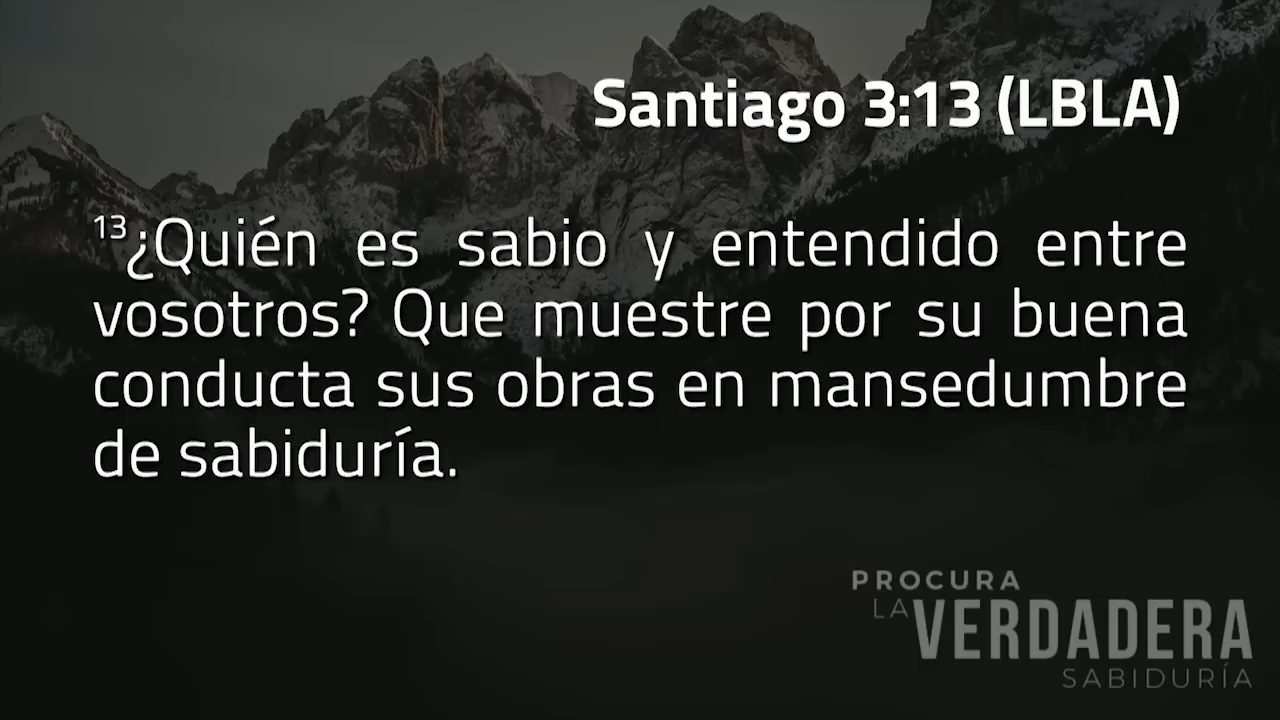 Santiago 3:13 (LBLA)
13¿Quién es sabio y entendido entre
vosotros? Que muestre por su buena
conducta sus obras en mansedumbre
de sabiduría.
PROCURA
LA VERDADERA
SABIDURÍA